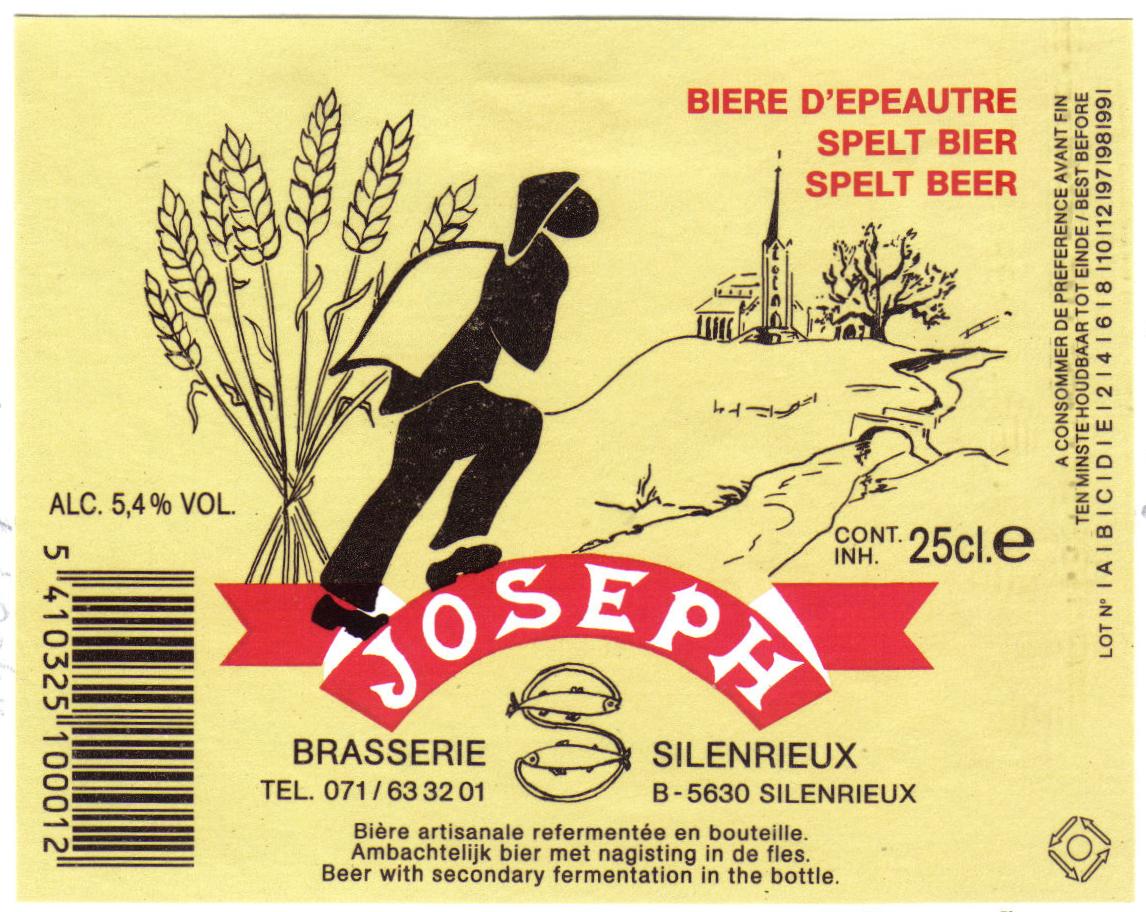 BIERE D'EPEAUTRE
SPELT BIER
SPELT BEER
A CONSOMMER DE PREFERENCE AVANT FIN
TEN MINSTE HOUDBAAR TOT EINDE / BEST BEFORE
LOT N° I A I B I C I D I E I 2 I 4 I 6 I 8 I 10 I 12 I 97 I 98 I 99 I
ALC. 5,4 % VOL.
CONT.
INH. 25cl.e
5 410325 100012
JOSEPH
BRASSERIE SILENRIEUX
TEL. 071 / 63 32 01 B - 5630 SILENRIEUX
Bière artisanale refermentée en bouteille.
Ambachtelijk bier met nagisting in de fles.
Beer with secondary fermentation in the bottle.